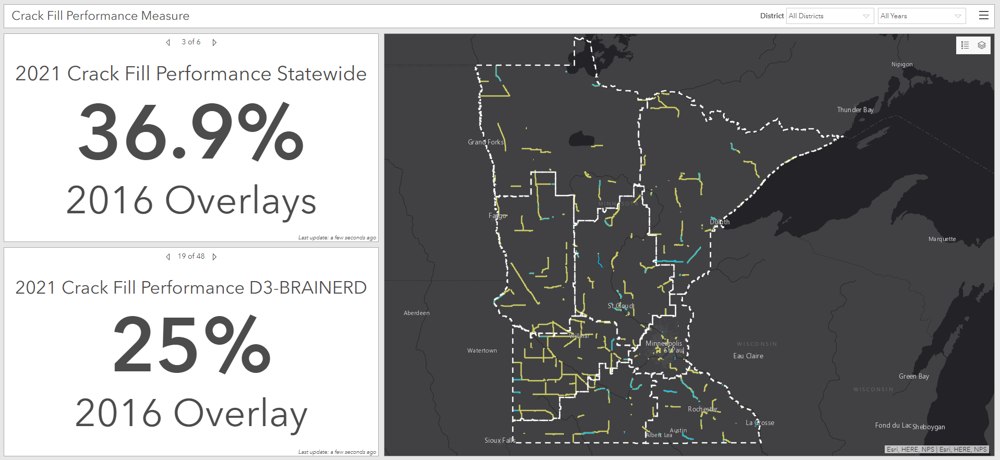 Crack Fill Performance Measure
District All Districts All Years
3 of 6
2021 Crack Fill Performance Statewide
36.9%
2016 Overlays
Last update: a few seconds ago
19 of 48
2021 Crack Fill Performance D3-BRAINERD
25%
2016 Overlay
Last update: a few seconds ago
Nipigon
Thunder Bay
Grand Forks
MINNESOTA
Fargo
Duluth
Marquette
St Cloud
Aberdeen
Willmar
Minneapolis
St Paul
WISCONSIN
Watertown
Eau Claire
Green Bay
WISCONSIN
Rochester
La Crosse
Fond du Lac
Sheboygan
Austin
Albert Lea
Sioux Falls
Esri, HERE, NPS | Esri, HERE, NPS